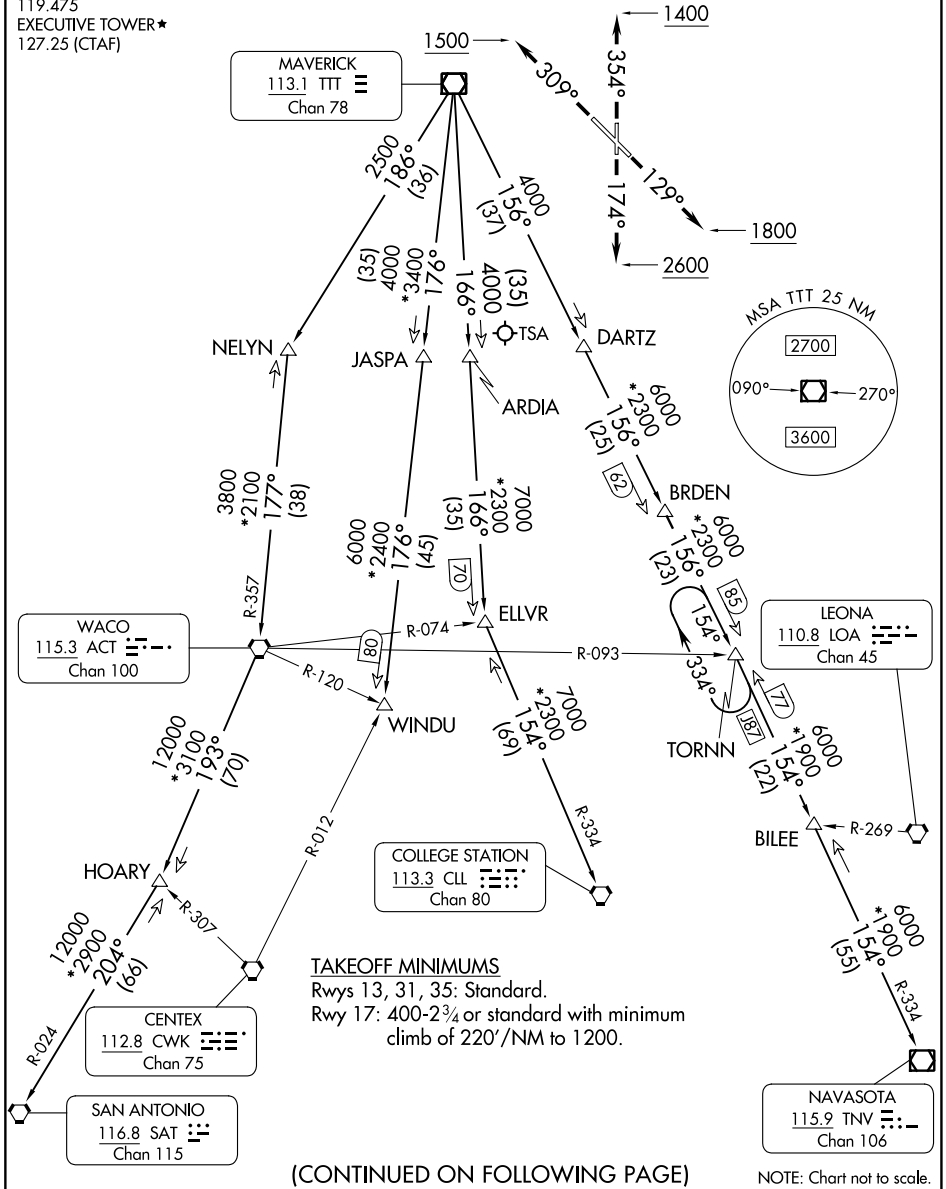 119.475
EXECUTIVE TOWER★
127.25 (CTAF)
MAVERICK
113.1 TTT
Chan 78
1500
1400
309°
354°
129°
174°
1800
2600
2500
186°
(36)
(35)
4000
*3400
176°
(35)
4000
166°
4000
156°
(37)
TSA
NELYN
JASPA
ARDIA
DARTZ
MSA TTT 25 NM
2700
090°
270°
3600
6000
*2300
156°
(25)
62
BRDEN
3800
*2100
177°
(38)
6000
*2400
176°
(45)
7000
*2300
166°
(35)
70
6000
*2300
156°
(23)
85
R-357
WACO
115.3 ACT
Chan 100
R-074
ELLVR
R-093
R-120
80
WINDU
154°
334°
J87
77
TORNN
LEONA
110.8 LOA
Chan 45
12000
*3100
193°
(70)
7000
*2300
154°
(69)
6000
*1900
154°
(22)
R-012
R-334
BILEE
R-269
HOARY
R-307
COLLEGE STATION
113.3 CLL
Chan 80
12000
*2900
204°
(66)
R-024
6000
*1900
154°
(55)
R-334
TAKEOFF MINIMUMS
Rwys 13, 31, 35: Standard.
Rwy 17: 400-2¾ or standard with minimum
climb of 220'/NM to 1200.
CENTEX
112.8 CWK
Chan 75
SAN ANTONIO
116.8 SAT
Chan 115
NAVASOTA
115.9 TNV
Chan 106
(CONTINUED ON FOLLOWING PAGE)
NOTE: Chart not to scale.